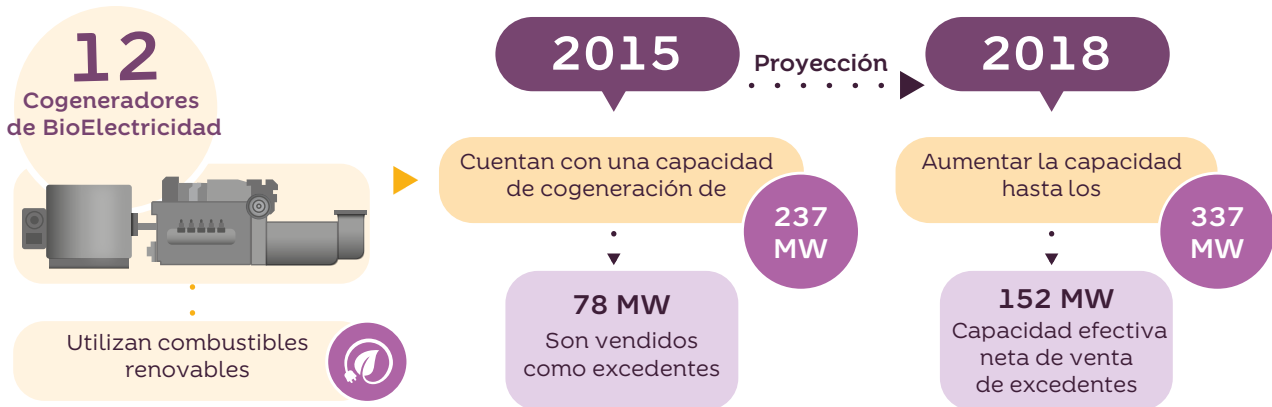 12
Cogeneradores
de BioElectricidad
Utilizan combustibles
renovables
2015
Cuentan con una capacidad
de cogeneración de
237
MW
78 MW
Son vendidos
como excedentes
Proyección
2018
Aumentar la capacidad
hasta los
337
MW
152 MW
Capacidad efectiva
neta de venta
de excedentes